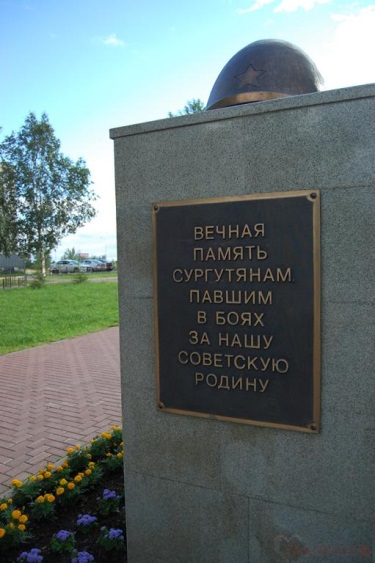 ВЕЧНАЯ
ПАМЯТЬ
СУРГУТЯНАМ
ПАВШИМ
В БОЯХ
ЗА НАШУ
СОВЕТСКУЮ
РОДИНУ